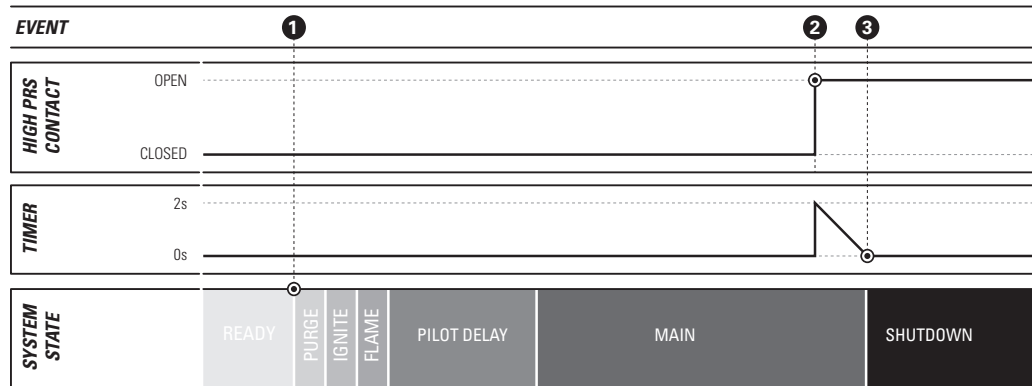 EVENT
1
2
3
HIGH PRS
CONTACT
OPEN
CLOSED
TIMER
2s
0s
SYSTEM
STATE
READY
PURGE
IGNITE
FLAME
PILOT DELAY
MAIN
SHUTDOWN